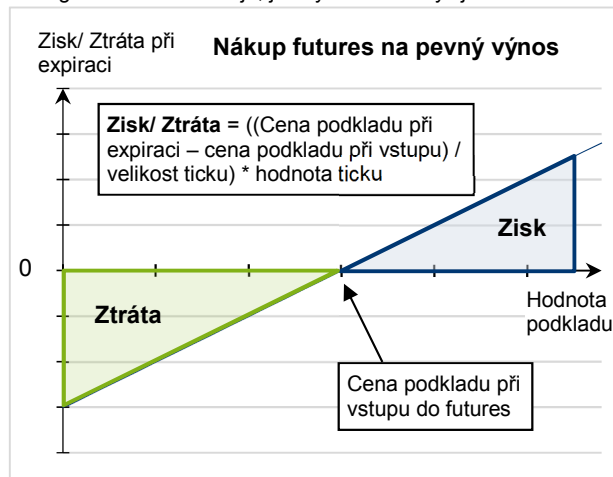 Zisk/ Ztráta při
expiraci
Nákup futures na pevný výnos
Zisk/ Ztráta = ((Cena podkladu při
expiraci – cena podkladu při vstupu) /
velikost ticku) * hodnota ticku
Zisk
0
Ztráta
Hodnota
podkladu
Cena podkladu při
vstupu do futures